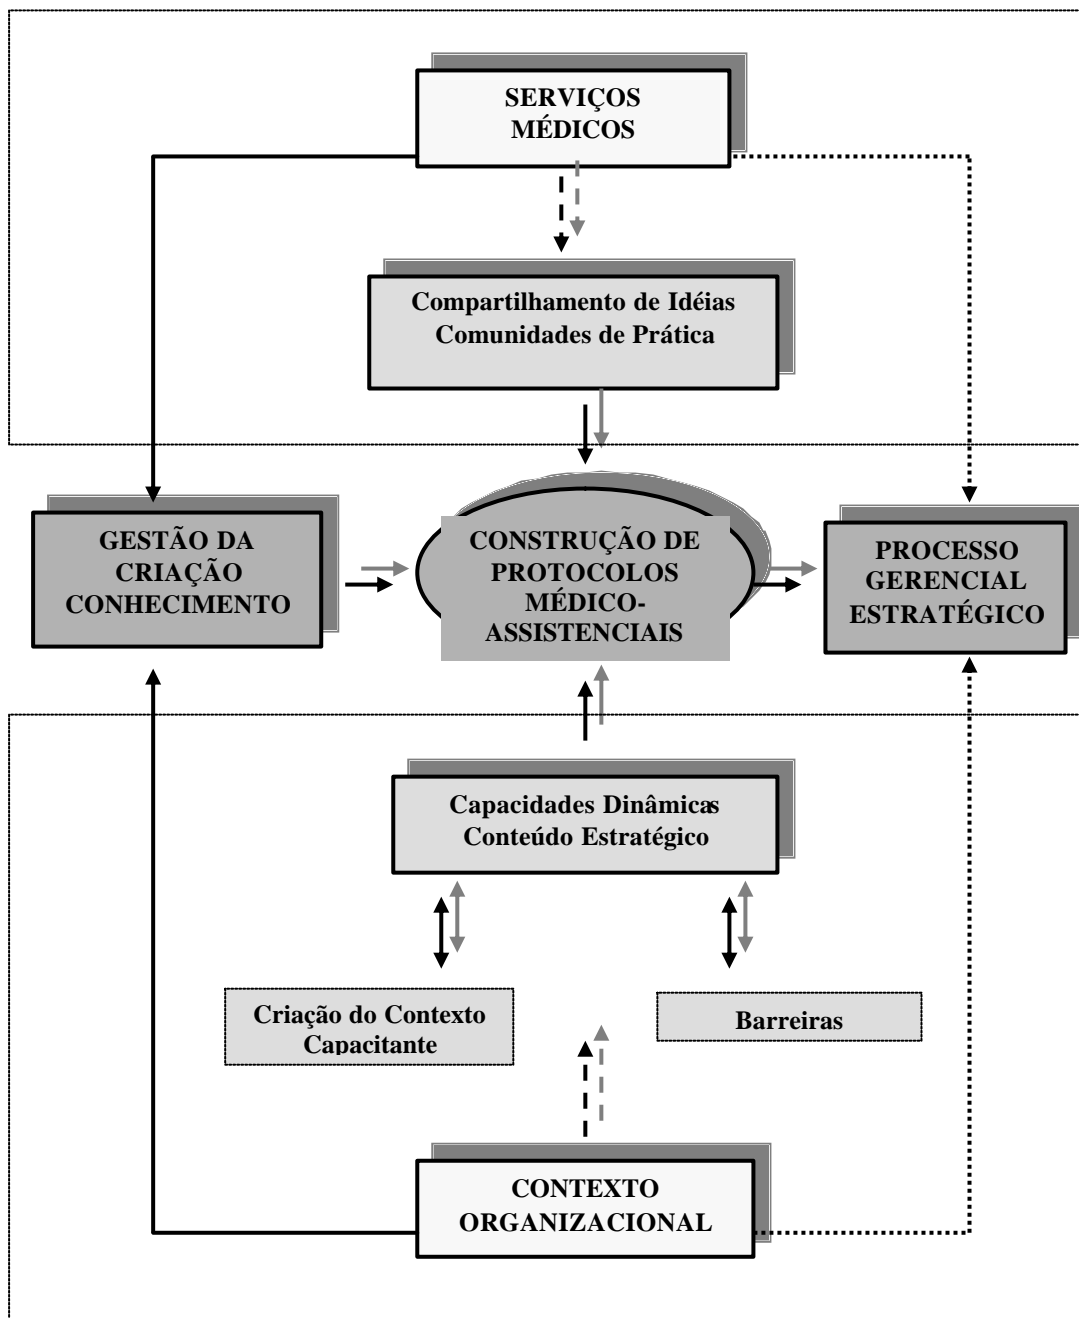 SERVIÇOS
MÉDICOS
Compartilhamento de Idéias
Comunidades de Prática
GESTÃO DA
CRIAÇÃO
CONHECIMENTO
CONSTRUÇÃO DE
PROTOCOLOS
MÉDICO-
ASSISTENCIAIS
PROCESSO
GERENCIAL
ESTRATÉGICO
Capacidades Dinâmicas
Conteúdo Estratégico
Criação do Contexto
Capacitante
Barreiras
CONTEXTO
ORGANIZACIONAL